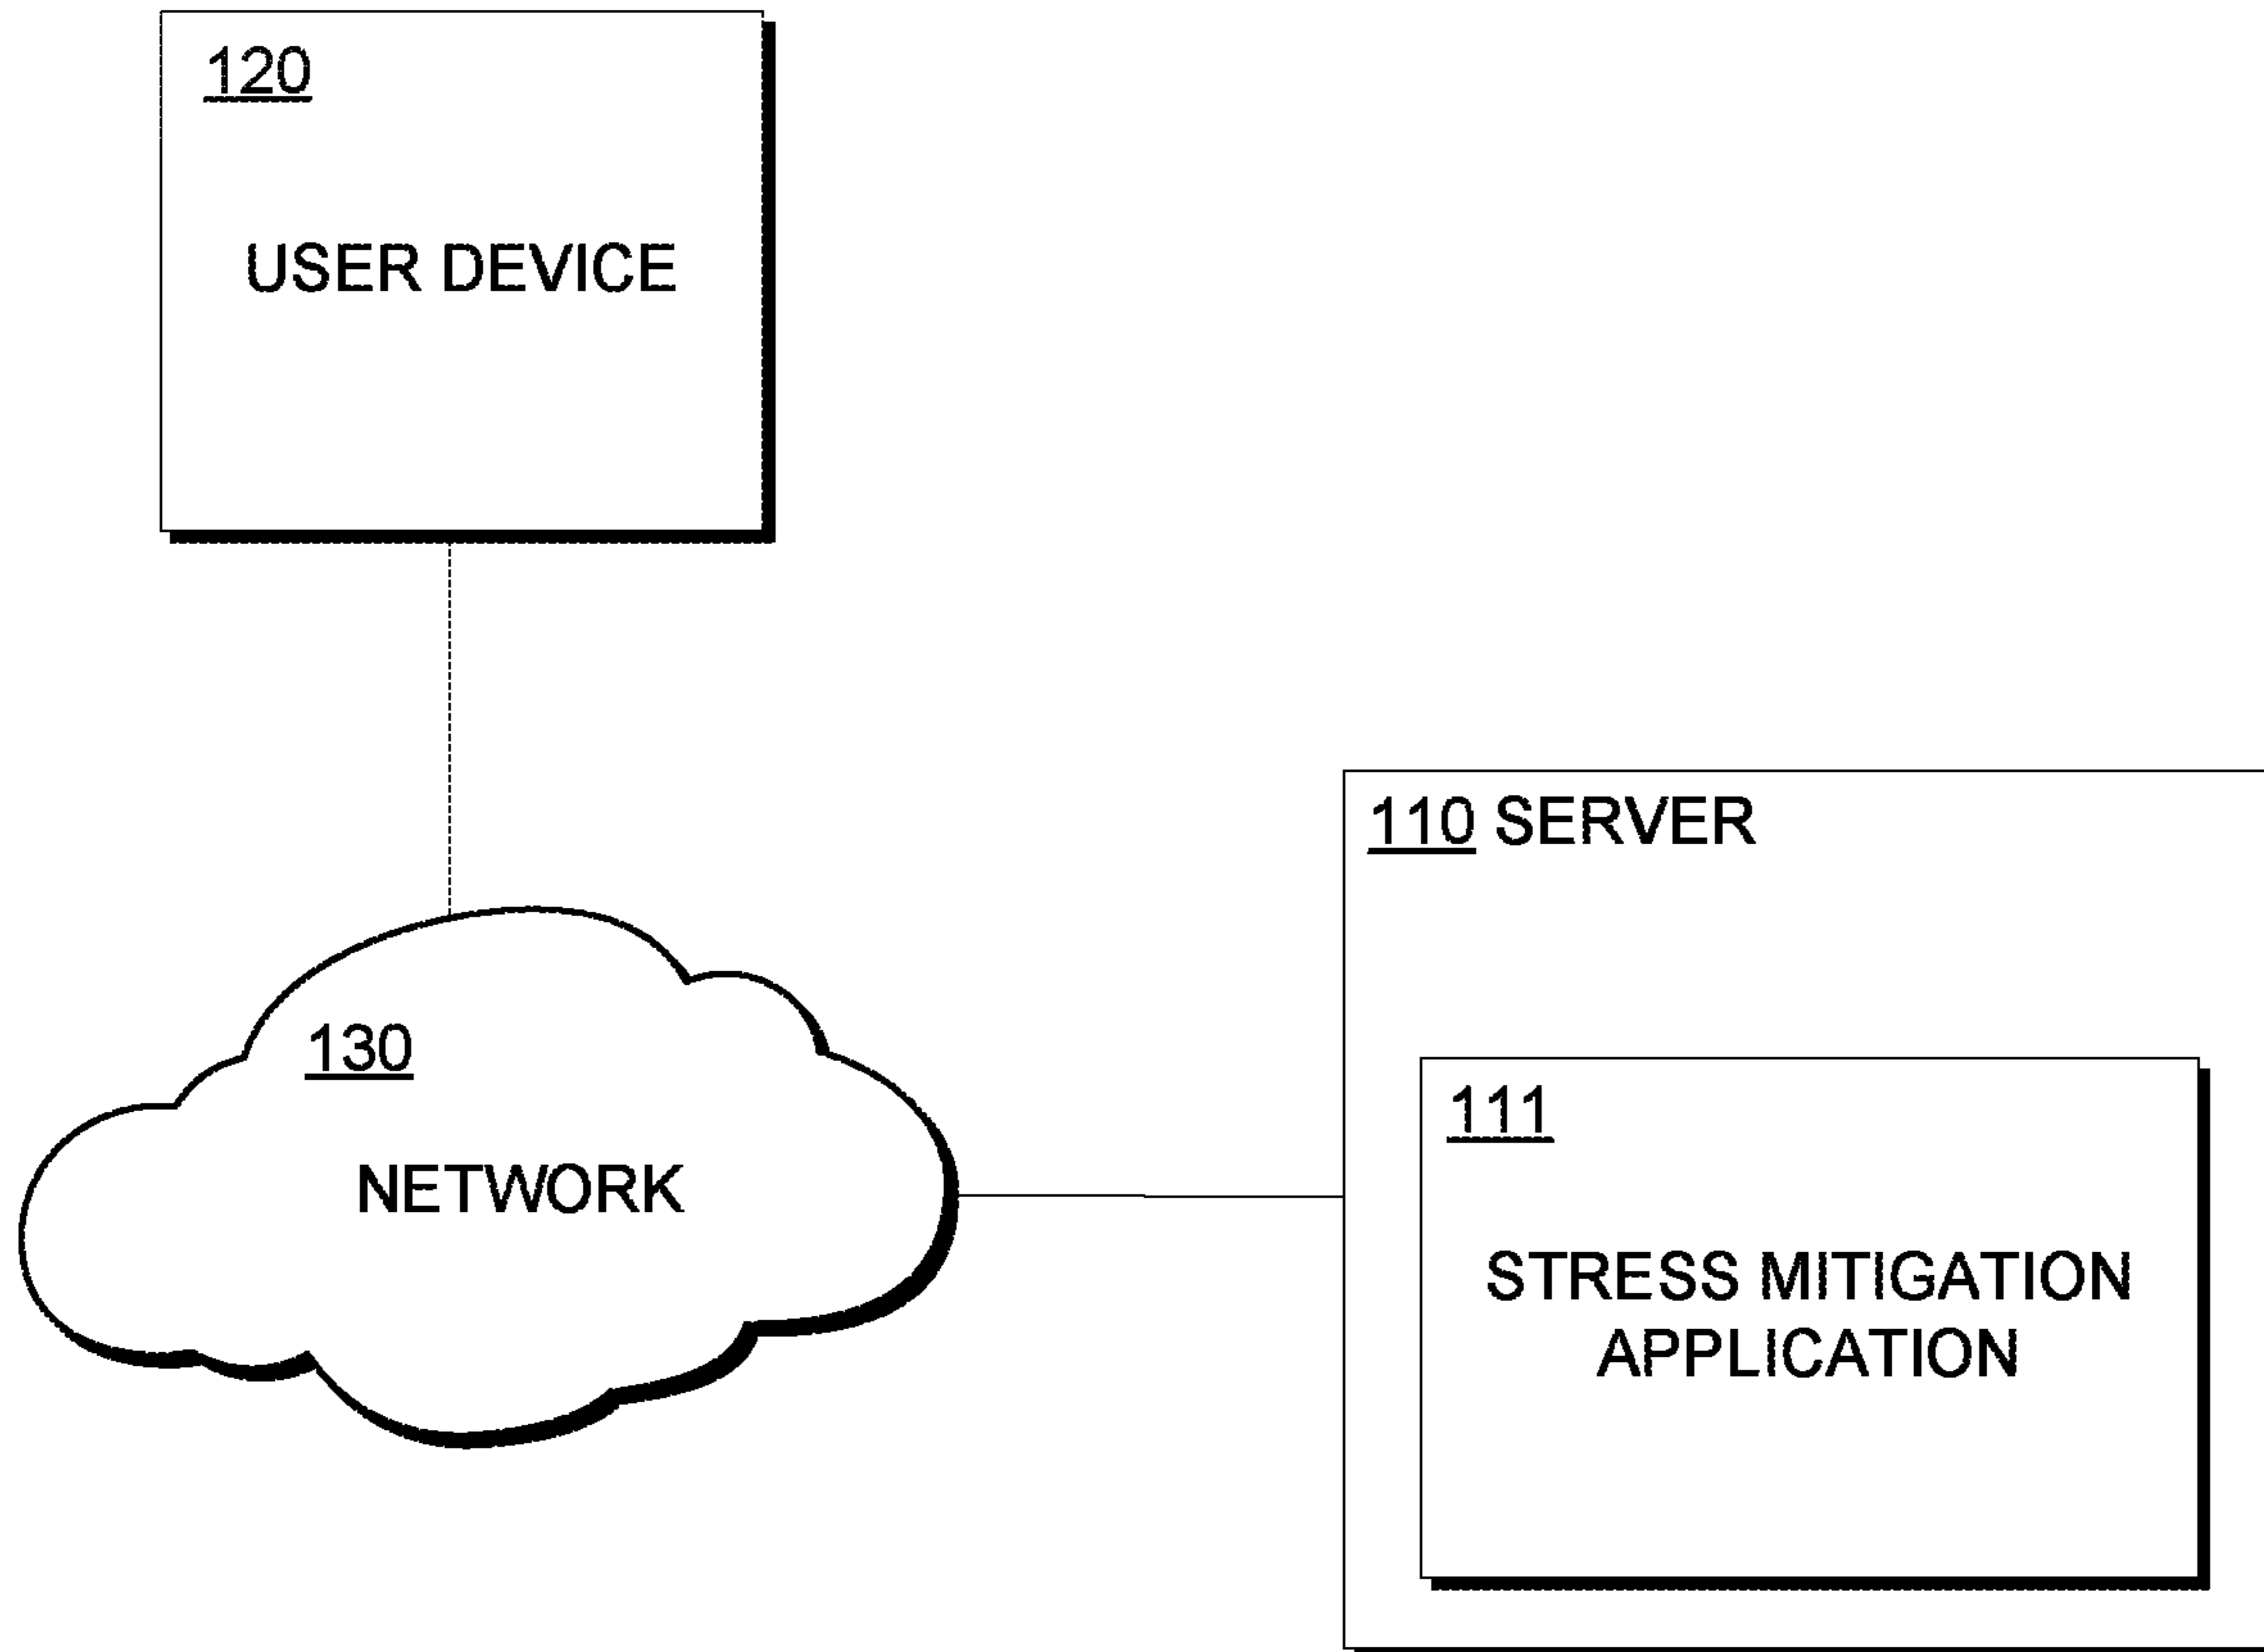 120
USER DEVICE
130
NETWORK
110 SERVER
111
STRESS MITIGATION
APPLICATION